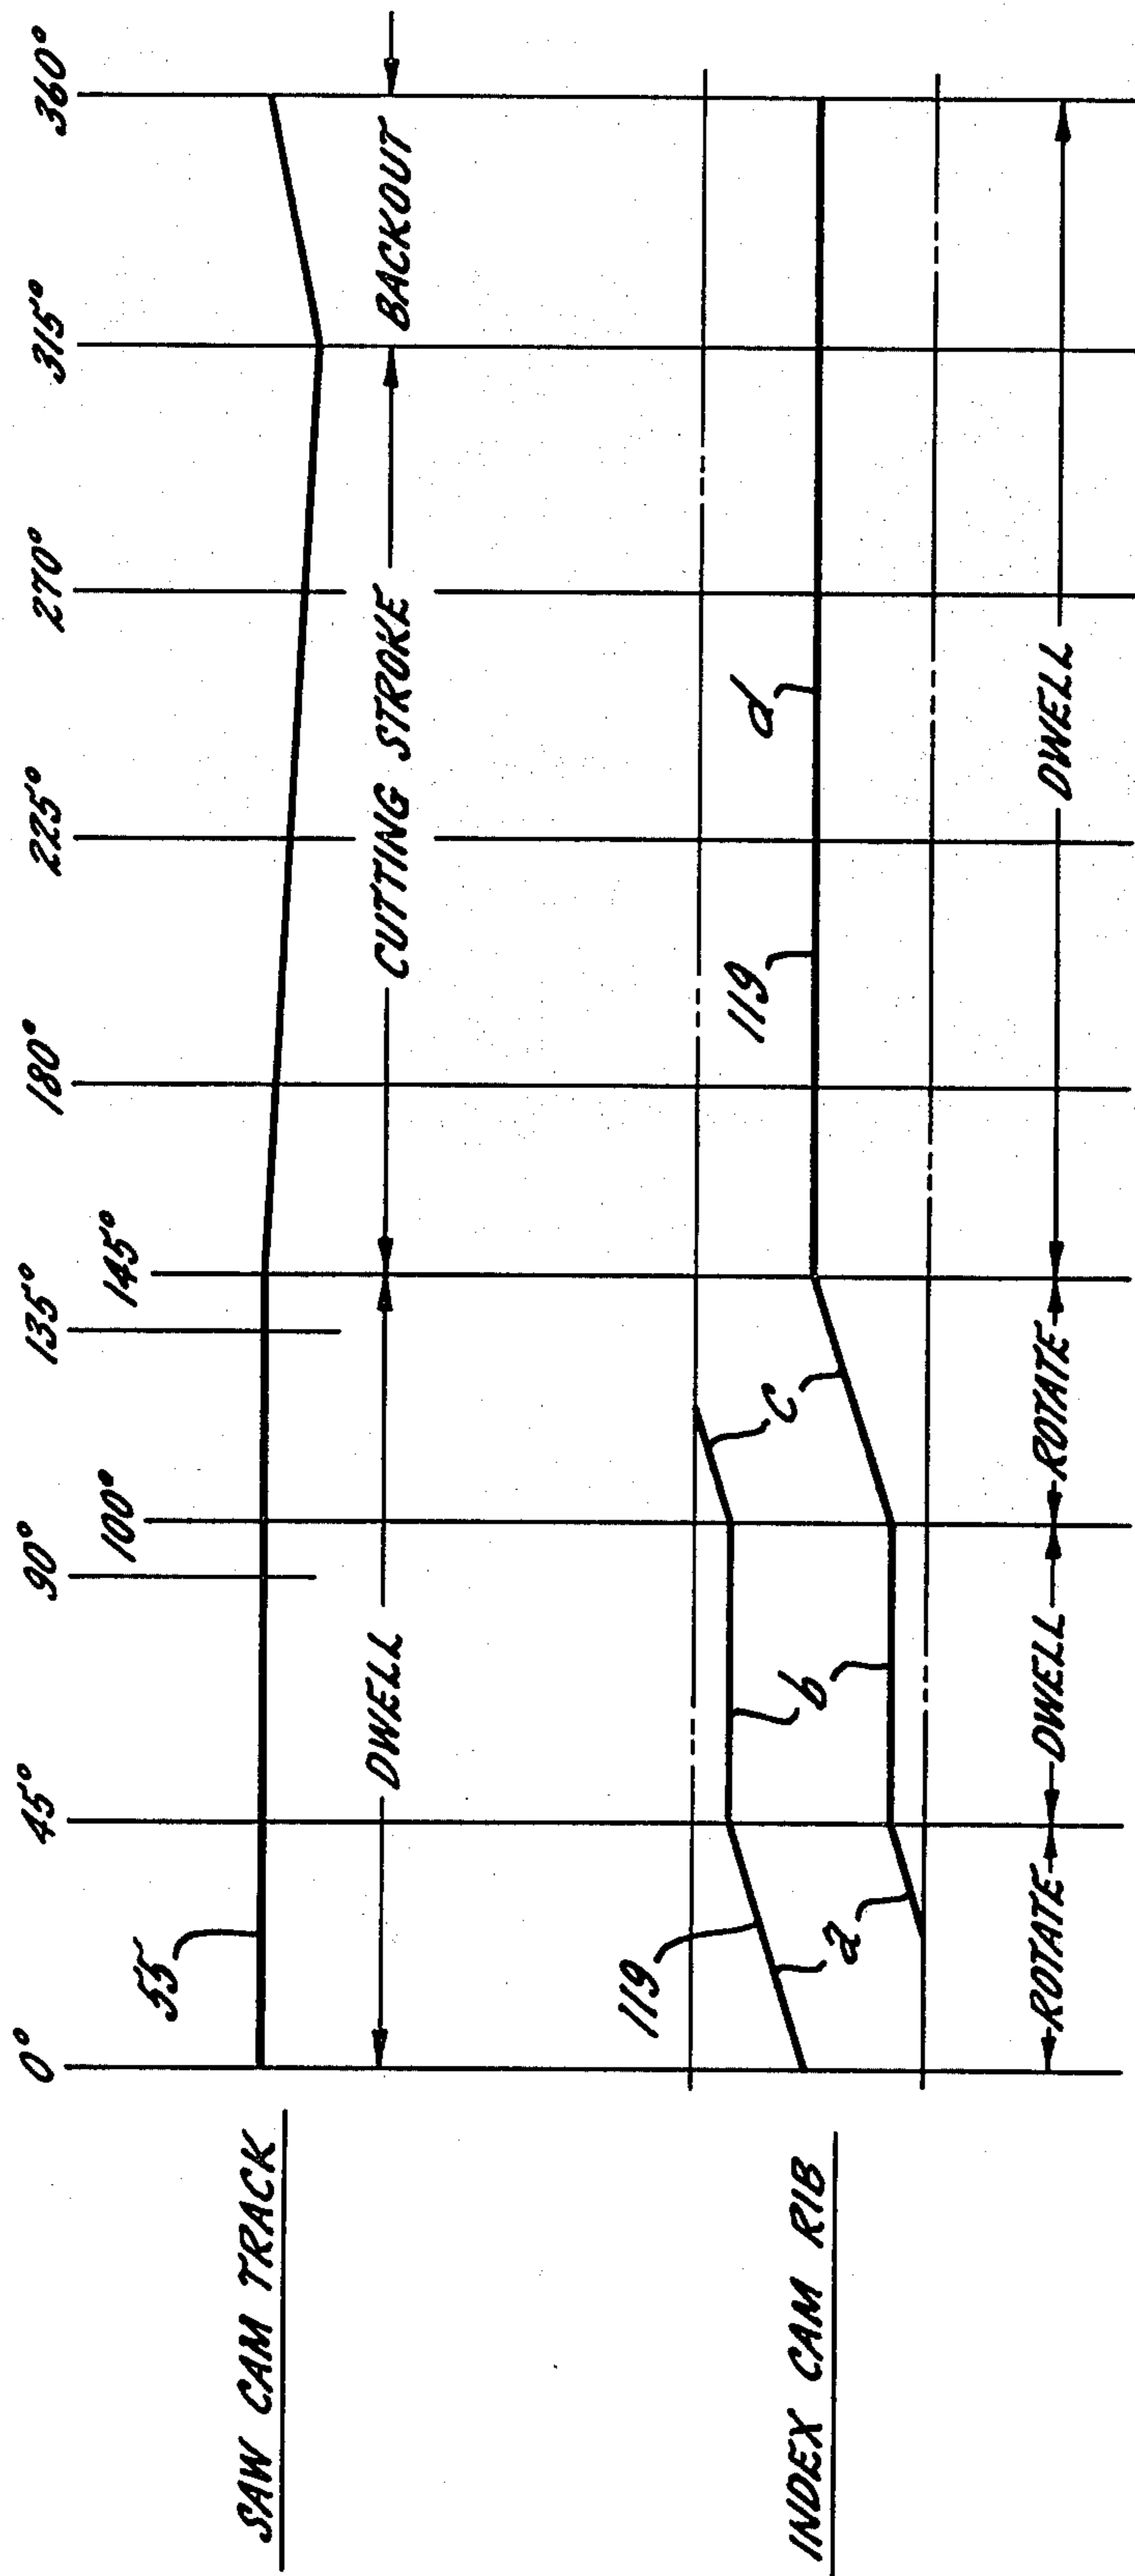 0° 45° 90° 135° 180° 225° 270° 315° 360°
100° 145°
55
SAW CAM TRACK
DWELL CUTTING STROKE BACKOUT
119 119 d
a b c
INDEX CAM RIB
ROTATE DWELL ROTATE DWELL